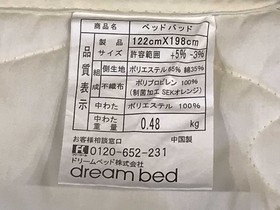 品質表示
品名 ベッドパッド
製品サイズ 122cmX198cm
許容範囲 +5% -3%
組成 側生地 ポリエステル65% 綿35%
不織布 ポリプロピレン 100%
(制菌加工SEKオレンジ)
中わた ポリエステル 100%
中わた重量 0.48 kg
お客様相談窓口 中国製
0120-652-231
ドリームベッド株式会社
dream bed